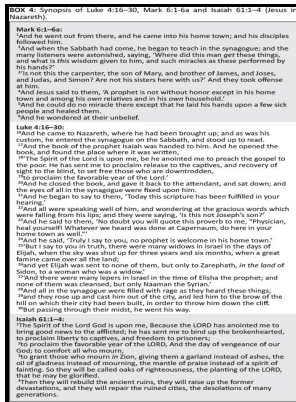 BOX 4: Synopsis of Luke 4:16–30, Mark 6:1-6a and Isaiah 61:1–4 (Jesus in
Nazareth).
Mark 6:1–6a:
¹And he went out from there, and he came into his home town; and his disciples
followed him.
²And when the Sabbath had come, he began to teach in the synagogue; and the
many listeners were astonished, saying, 'Where did this man get these things,
and what is this wisdom given to him, and such miracles as these performed by
his hands?'
³'Is not this the carpenter, the son of Mary, and brother of James, and Joses,
and Judas, and Simon? Are not his sisters here with us?' And they took offense
at him.
⁴And Jesus said to them, 'A prophet is not without honor except in his home
town and among his own relatives and in his own household.'
⁵And he could do no miracle there except that he laid his hands upon a few sick
people and healed them.
⁶And he wondered at their unbelief.
Luke 4:16–30:
¹⁶And he came to Nazareth, where he had been brought up; and as was his
custom, he entered the synagogue on the Sabbath, and stood up to read.
¹⁷And the book of the prophet Isaiah was handed to him. And he opened the
book, and found the place where it was written,
¹⁸"The Spirit of the Lord is upon me, because he anointed me to preach the gospel to
the poor. He has sent me to proclaim release to the captives, and recovery of
sight to the blind, to set free those who are downtrodden,
¹⁹to proclaim the favorable year of the Lord.'
²⁰And he closed the book, and gave it back to the attendant, and sat down; and
the eyes of all in the synagogue were fixed upon him.
²¹And he began to say to them, 'Today this scripture has been fulfilled in your
hearing.'
²²And all were speaking well of him, and wondering at the gracious words which
were falling from his lips; and they were saying, 'Is this not Joseph's son?'
²³And he said to them, 'No doubt you will quote this proverb to me, "Physician,
heal yourself! Whatever we heard was done at Capernaum, do here in your
home town as well."'
²⁴And he said, 'Truly I say to you, no prophet is welcome in his home town.'
²⁵'But I say to you in truth, there were many widows in Israel in the days of
Elijah, when the sky was shut up for three years and six months, when a great
famine came over all the land;
²⁶and yet Elijah was sent to none of them, but only to Zarephath, in the land of
Sidon, to a woman who was a widow.'
²⁷And there were many lepers in Israel in the time of Elisha the prophet; and
none of them was cleansed, but only Naaman the Syrian.'
²⁸And all in the synagogue were filled with rage as they heard these things;
²⁹and they rose up and cast him out of the city, and led him to the brow of the
hill on which their city had been built, in order to throw him down the cliff.
³⁰But passing through their midst, he went his way.
Isaiah 61:1–4:
¹The Spirit of the Lord God is upon me, Because the LORD has anointed me to
bring good news to the afflicted; he has sent me to bind up the brokenhearted,
to proclaim liberty to captives, and freedom to prisoners;
²to proclaim the favorable year of the LORD, And the day of vengeance of our
God; to comfort all who mourn,
³to grant those who mourn in Zion, giving them a garland instead of ashes, the
oil of gladness instead of mourning, the mantle of praise instead of a spirit of
fainting. So they will be called oaks of righteousness, the planting of the LORD,
that he may be glorified.
⁴Then they will rebuild the ancient ruins, they will raise up the former
devastations, and they will repair the ruined cities, the desolations of many
generations.